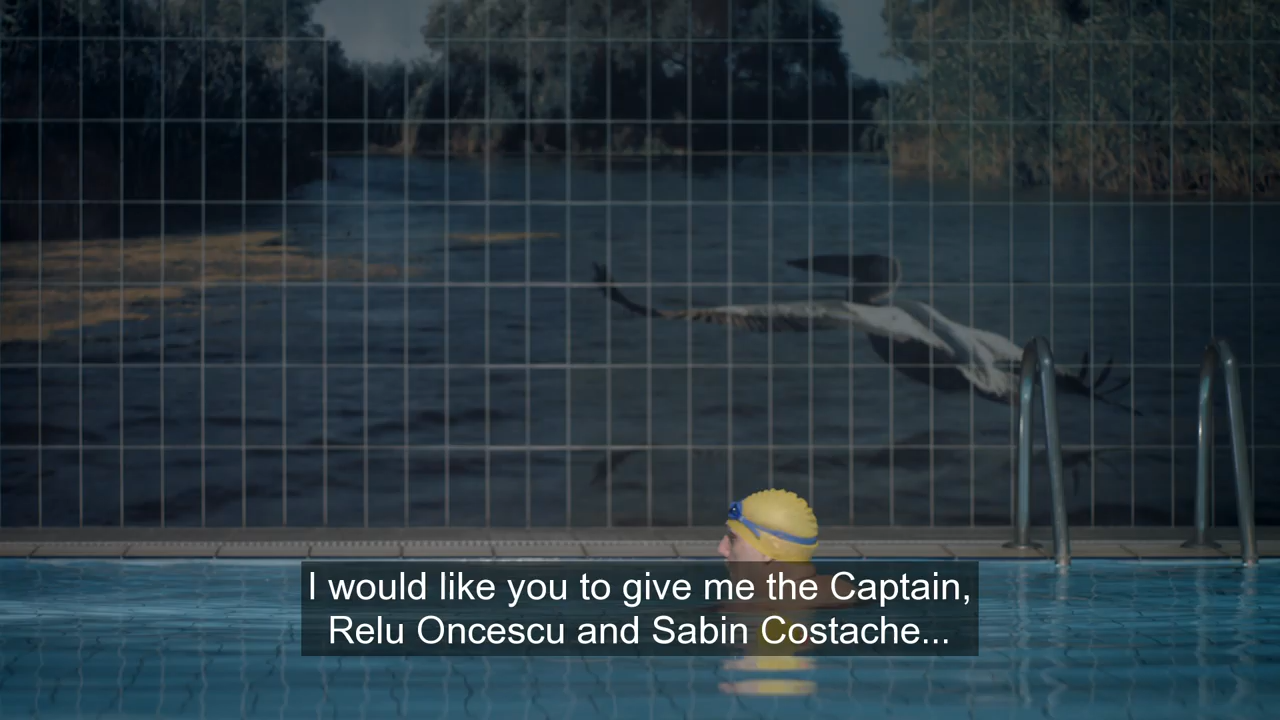 I would like you to give me the Captain,
Relu Oncescu and Sabin Costache...